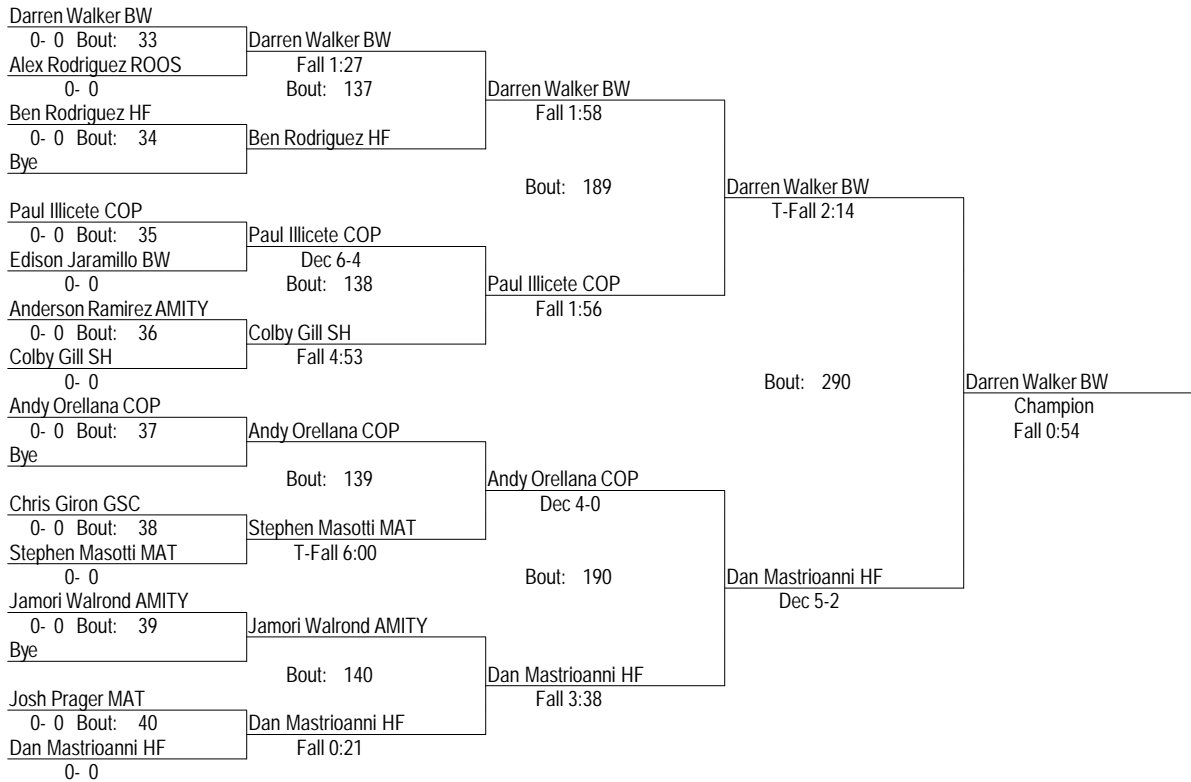 Darren Walker BW
0- 0 Bout: 33
Darren Walker BW
Alex Rodriguez ROOS
Fall 1:27
0- 0
Bout: 137
Darren Walker BW
Ben Rodriguez HF
Fall 1:58
0- 0 Bout: 34
Ben Rodriguez HF
Bye
Bout: 189
Darren Walker BW
Paul Illicete COP
T-Fall 2:14
0- 0 Bout: 35
Paul Illicete COP
Edison Jaramillo BW
Dec 6-4
0- 0
Bout: 138
Paul Illicete COP
Anderson Ramirez AMITY
Fall 1:56
0- 0 Bout: 36
Colby Gill SH
Colby Gill SH
Fall 4:53
0- 0
Bout: 290
Darren Walker BW
Andy Orellana COP
Champion
0- 0 Bout: 37
Andy Orellana COP
Fall 0:54
Bye
Bout: 139
Andy Orellana COP
Chris Giron GSC
Dec 4-0
0- 0 Bout: 38
Stephen Masotti MAT
Stephen Masotti MAT
T-Fall 6:00
0- 0
Bout: 190
Dan Mastrioanni HF
Jamori Walrond AMITY
Dec 5-2
0- 0 Bout: 39
Jamori Walrond AMITY
Bye
Bout: 140
Dan Mastrioanni HF
Josh Prager MAT
Fall 3:38
0- 0 Bout: 40
Dan Mastrioanni HF
Dan Mastrioanni HF
Fall 0:21
0- 0